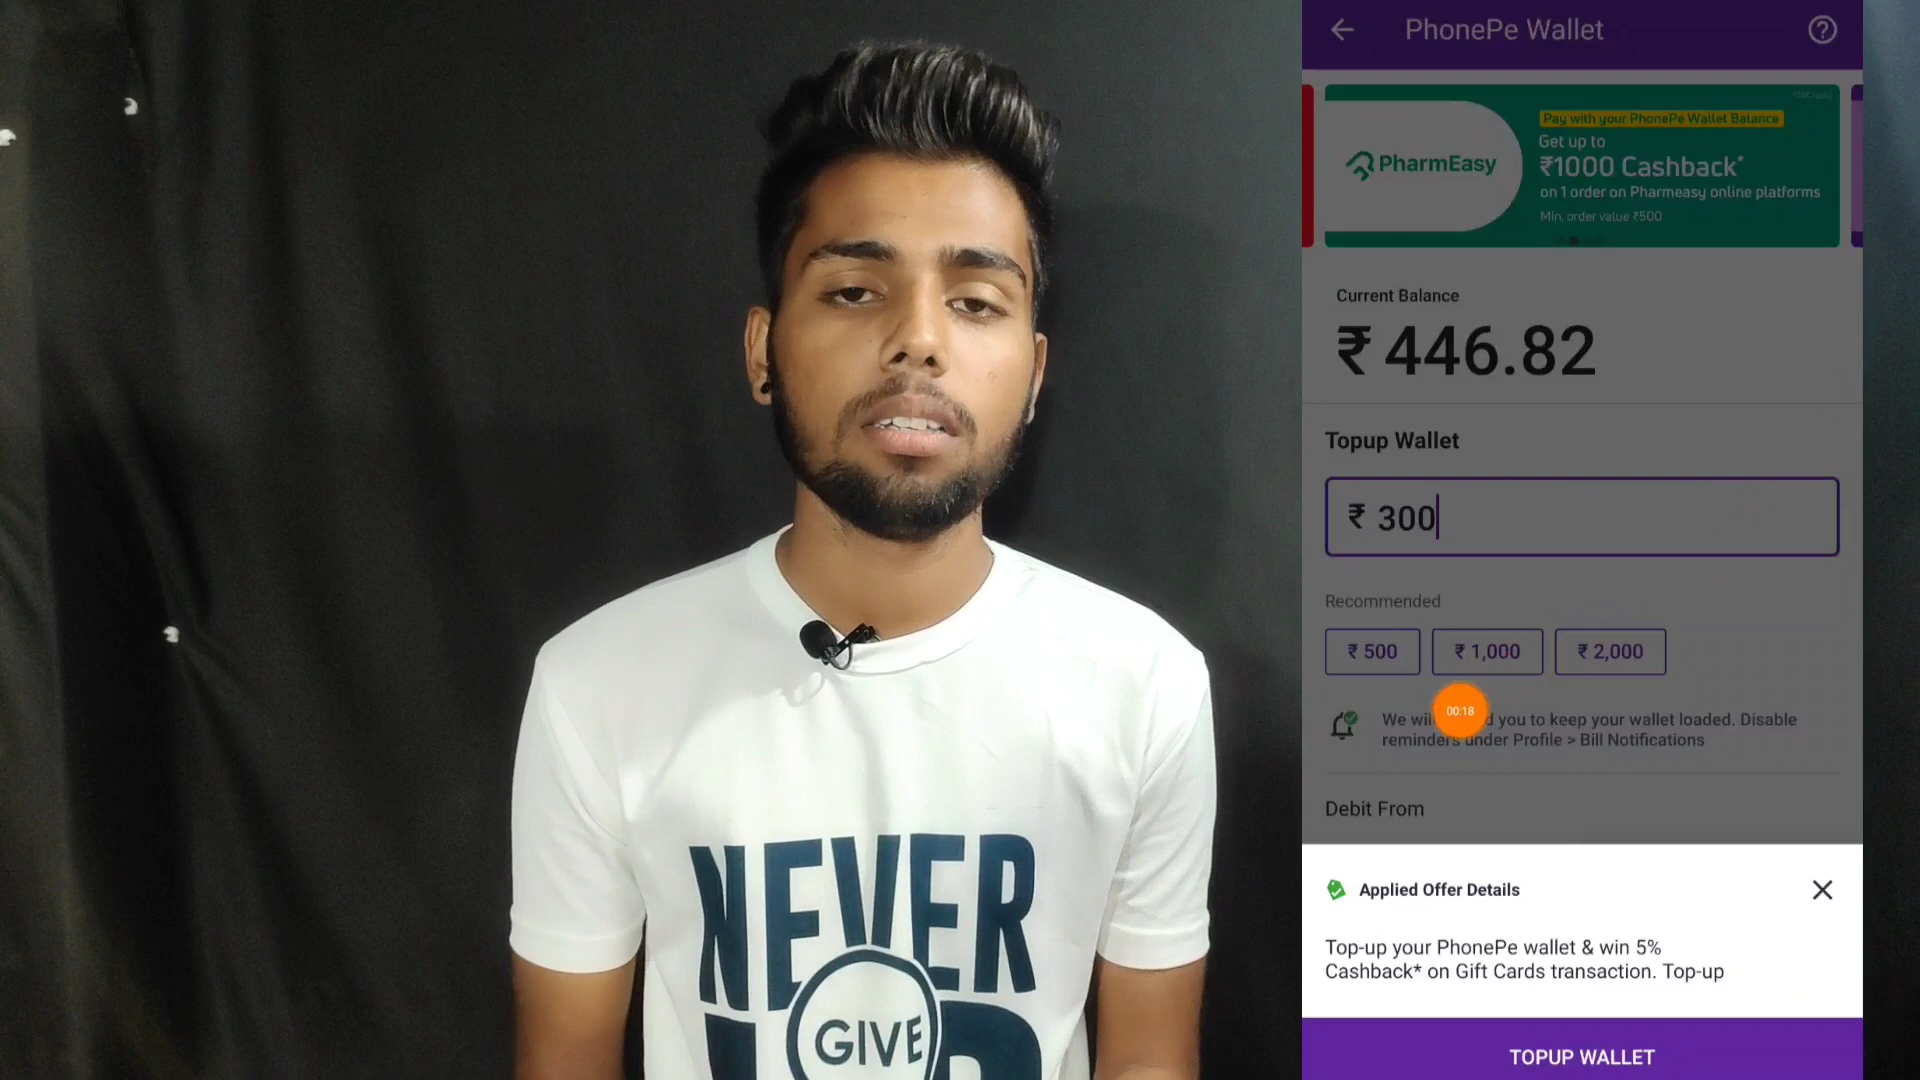 PhonePe Wallet
Pay with your PhonePe Wallet Balance
Get up to
PharmEasy
₹1000 Cashback*
on 1 order on Pharmeasy online platforms
Min. order value ₹500
Current Balance
₹ 446.82
Topup Wallet
₹ 300
Recommended
₹ 500
₹ 1,000
₹ 2,000
00:18
We will you to keep your wallet loaded. Disable
reminders under Profile > Bill Notifications
Debit From
Applied Offer Details
Top-up your PhonePe wallet & win 5%
Cashback* on Gift Cards transaction. Top-up
TOPUP WALLET
NEVER
GIVE